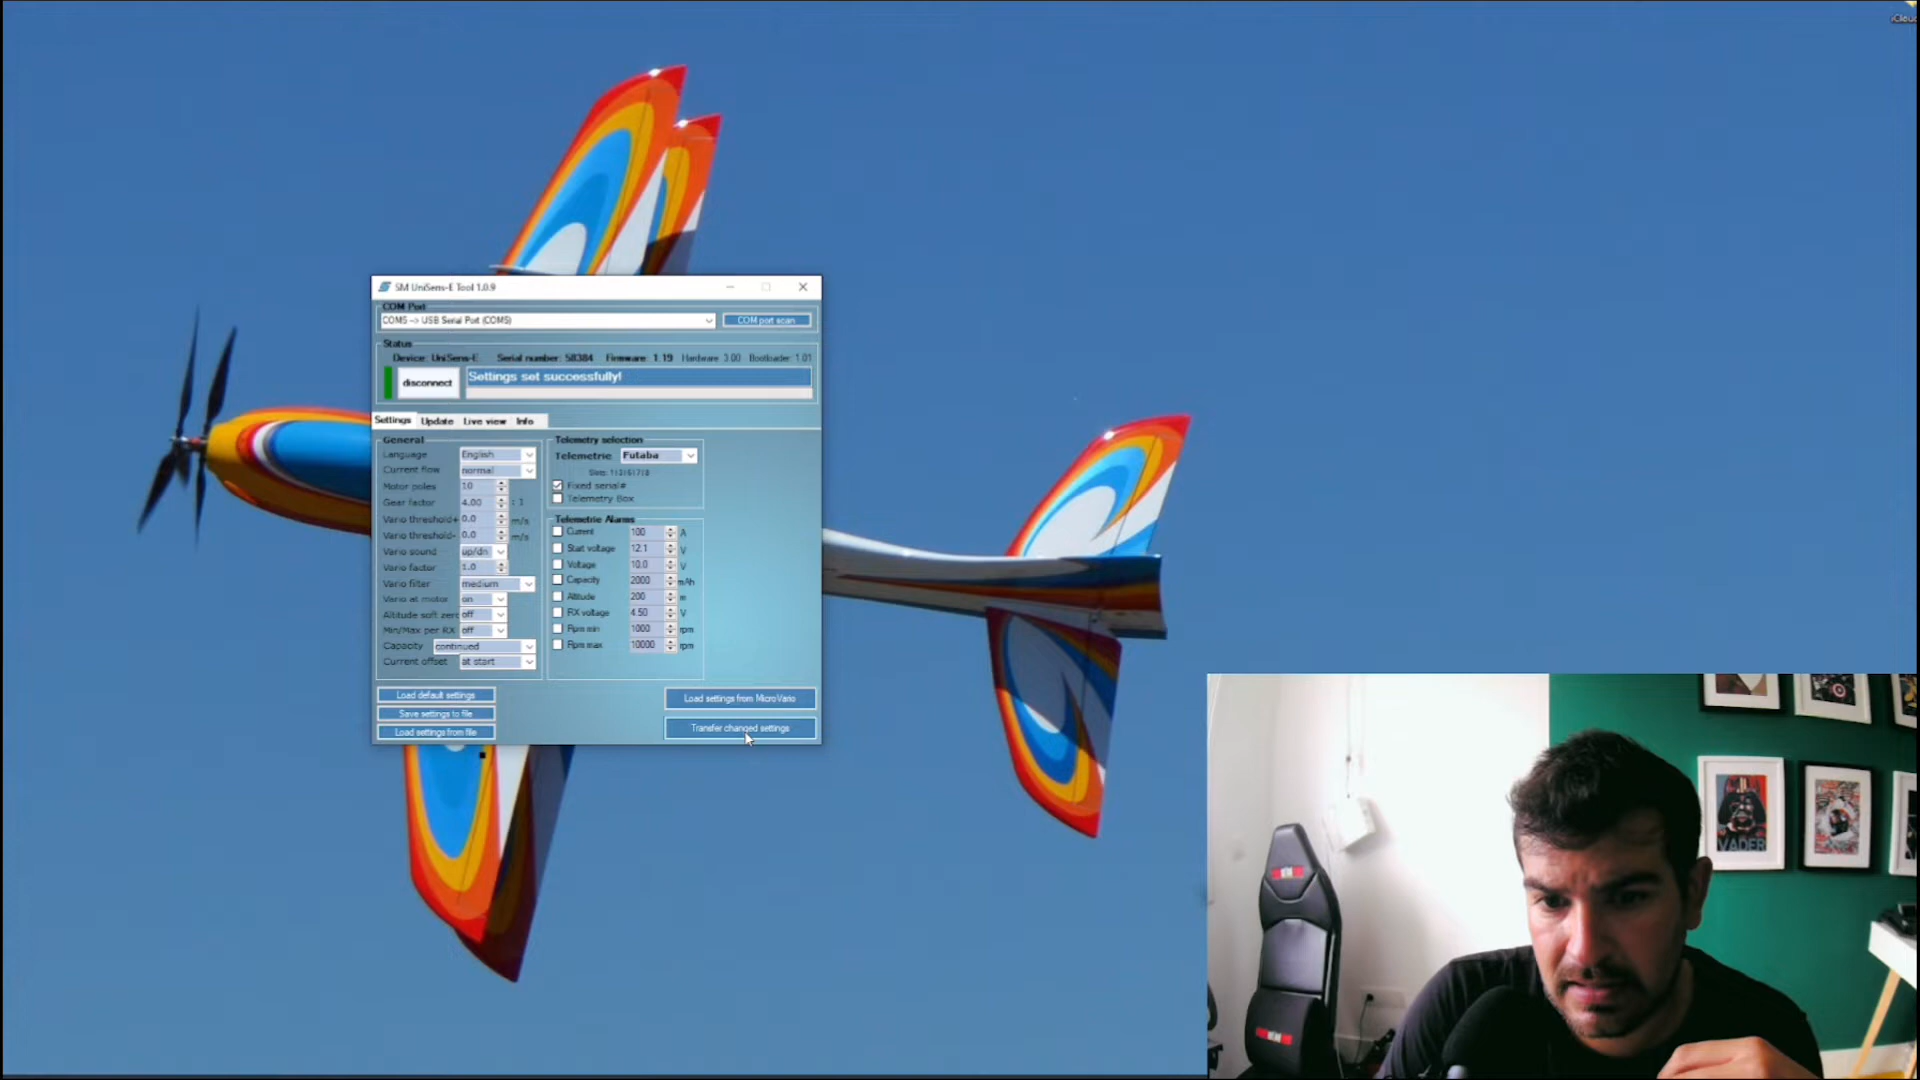 iCloud
SM UniSens-E Tool 1.0.9
COM Port
COM5 -> USB Serial Port (COM5)
COM port scan
Status
Device: UniSens-E Serial number: 58384 Firmware: 1.19 Hardware 3.00 Bootloader: 1.01
disconnect
Settings set successfully!
Settings Update Live view Info
General
Language English
Current flow normal
Motor poles 10
Gear factor 4.00 : 1
Vario threshold+ 0.0 m/s
Vario threshold- 0.0 m/s
Vario sound up/dn
Vario factor 1.0
Vario filter medium
Vario at motor on
Altitude soft zero off
Min/Max per RX off
Capacity continued
Current offset at start
Telemetry selection
Telemetrie Futaba
Fixed serial#
Telemetry Box
Telemetrie Alarms
Current 100 A
Start voltage 12.1 V
Voltage 10.0 V
Capacity 2000 mAh
Altitude 200 m
RX voltage 4.50 V
Rpm min 1000 rpm
Rpm max 10000 rpm
Load default settings
Save settings to file
Load settings from file
Load settings from MicroVario
Transfer changed settings
VADER